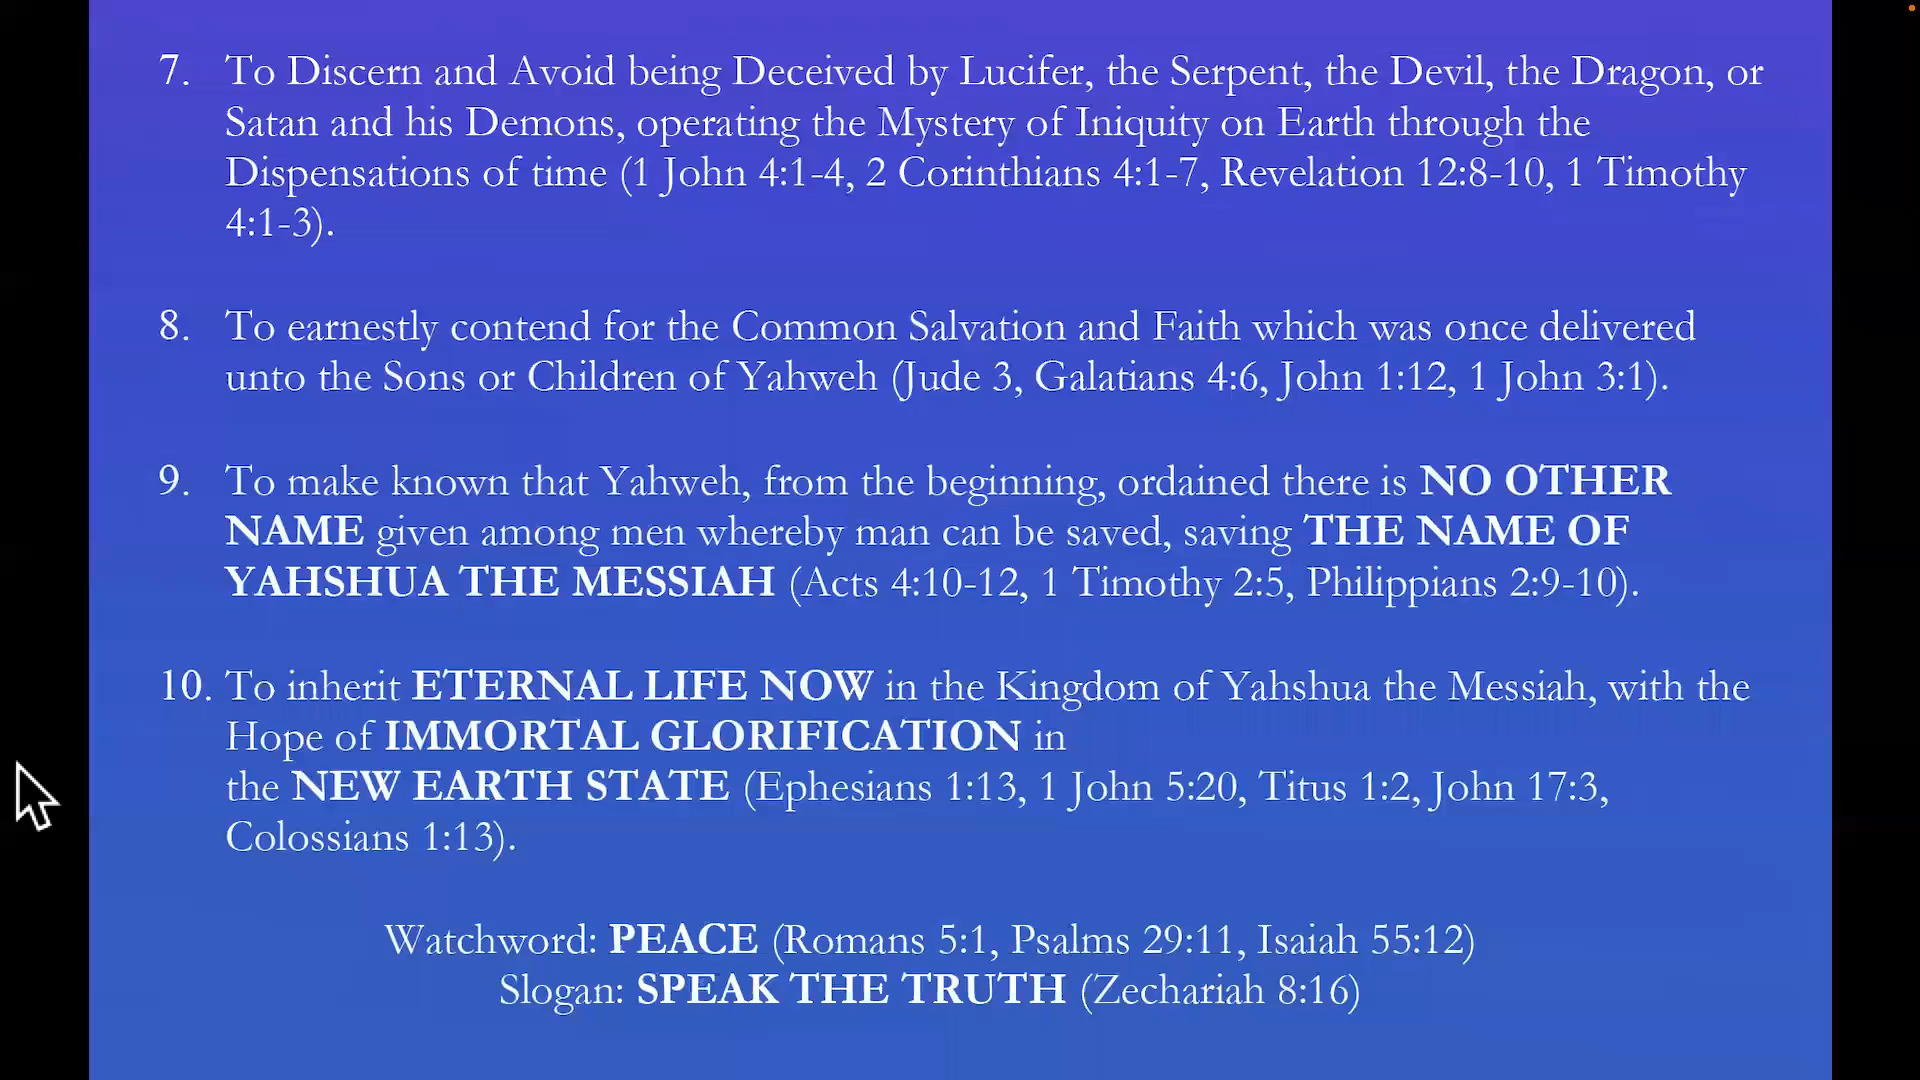 7. To Discern and Avoid being Deceived by Lucifer, the Serpent, the Devil, the Dragon, or
Satan and his Demons, operating the Mystery of Iniquity on Earth through the
Dispensations of time (1 John 4:1-4, 2 Corinthians 4:1-7, Revelation 12:8-10, 1 Timothy
4:1-3).
8. To earnestly contend for the Common Salvation and Faith which was once delivered
unto the Sons or Children of Yahweh (Jude 3, Galatians 4:6, John 1:12, 1 John 3:1).
9. To make known that Yahweh, from the beginning, ordained there is NO OTHER
NAME given among men whereby man can be saved, saving THE NAME OF
YAHSHUA THE MESSIAH (Acts 4:10-12, 1 Timothy 2:5, Philippians 2:9-10).
10. To inherit ETERNAL LIFE NOW in the Kingdom of Yahshua the Messiah, with the
Hope of IMMORTAL GLORIFICATION in
the NEW EARTH STATE (Ephesians 1:13, 1 John 5:20, Titus 1:2, John 17:3,
Colossians 1:13).
Watchword: PEACE (Romans 5:1, Psalms 29:11, Isaiah 55:12)
Slogan: SPEAK THE TRUTH (Zechariah 8:16)